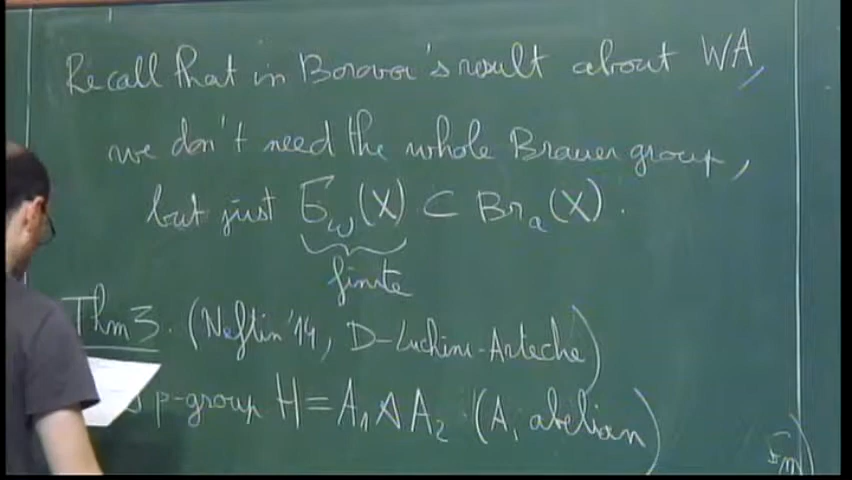 Recall that in Borovoi's result about WA,
we don't need the whole Brauer group,
but just Б_ω(X) ⊂ Br_a(X).
finite
Thm 3. (Neftin '14, D-Luchini-Arteche)
p-group H = A_1 ⋊ A_2. (A_i abelian)